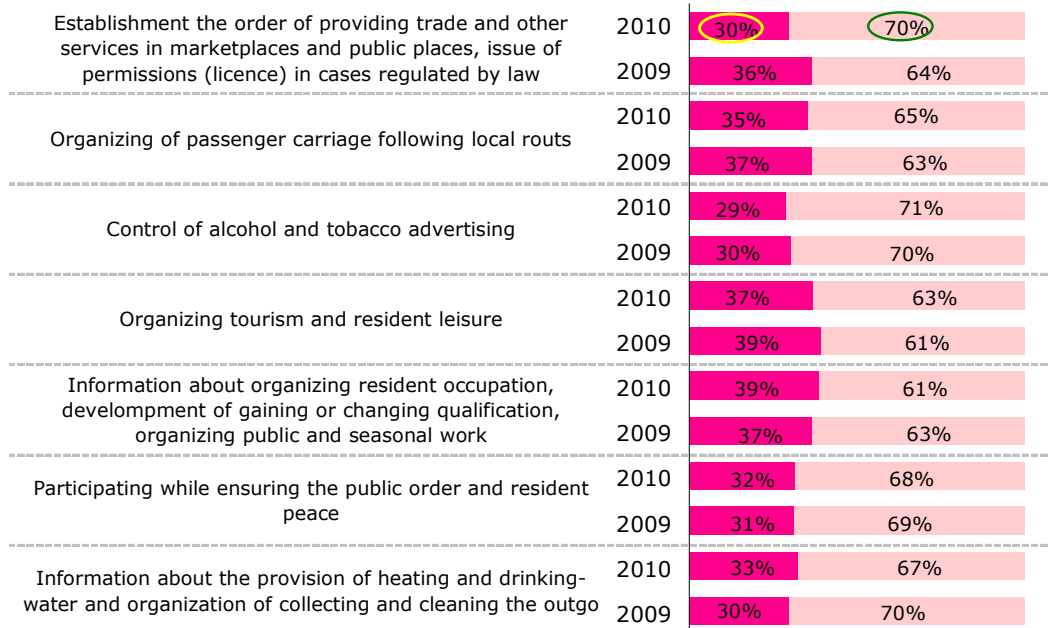 Establishment the order of providing trade and other
services in marketplaces and public places, issue of
permissions (licence) in cases regulated by law
2010 30% 70%
2009 36% 64%
Organizing of passenger carriage following local routs
2010 35% 65%
2009 37% 63%
Control of alcohol and tobacco advertising
2010 29% 71%
2009 30% 70%
Organizing tourism and resident leisure
2010 37% 63%
2009 39% 61%
Information about organizing resident occupation,
develompment of gaining or changing qualification,
organizing public and seasonal work
2010 39% 61%
2009 37% 63%
Participating while ensuring the public order and resident
peace
2010 32% 68%
2009 31% 69%
Information about the provision of heating and drinking-
water and organization of collecting and cleaning the outgo
2010 33% 67%
2009 30% 70%